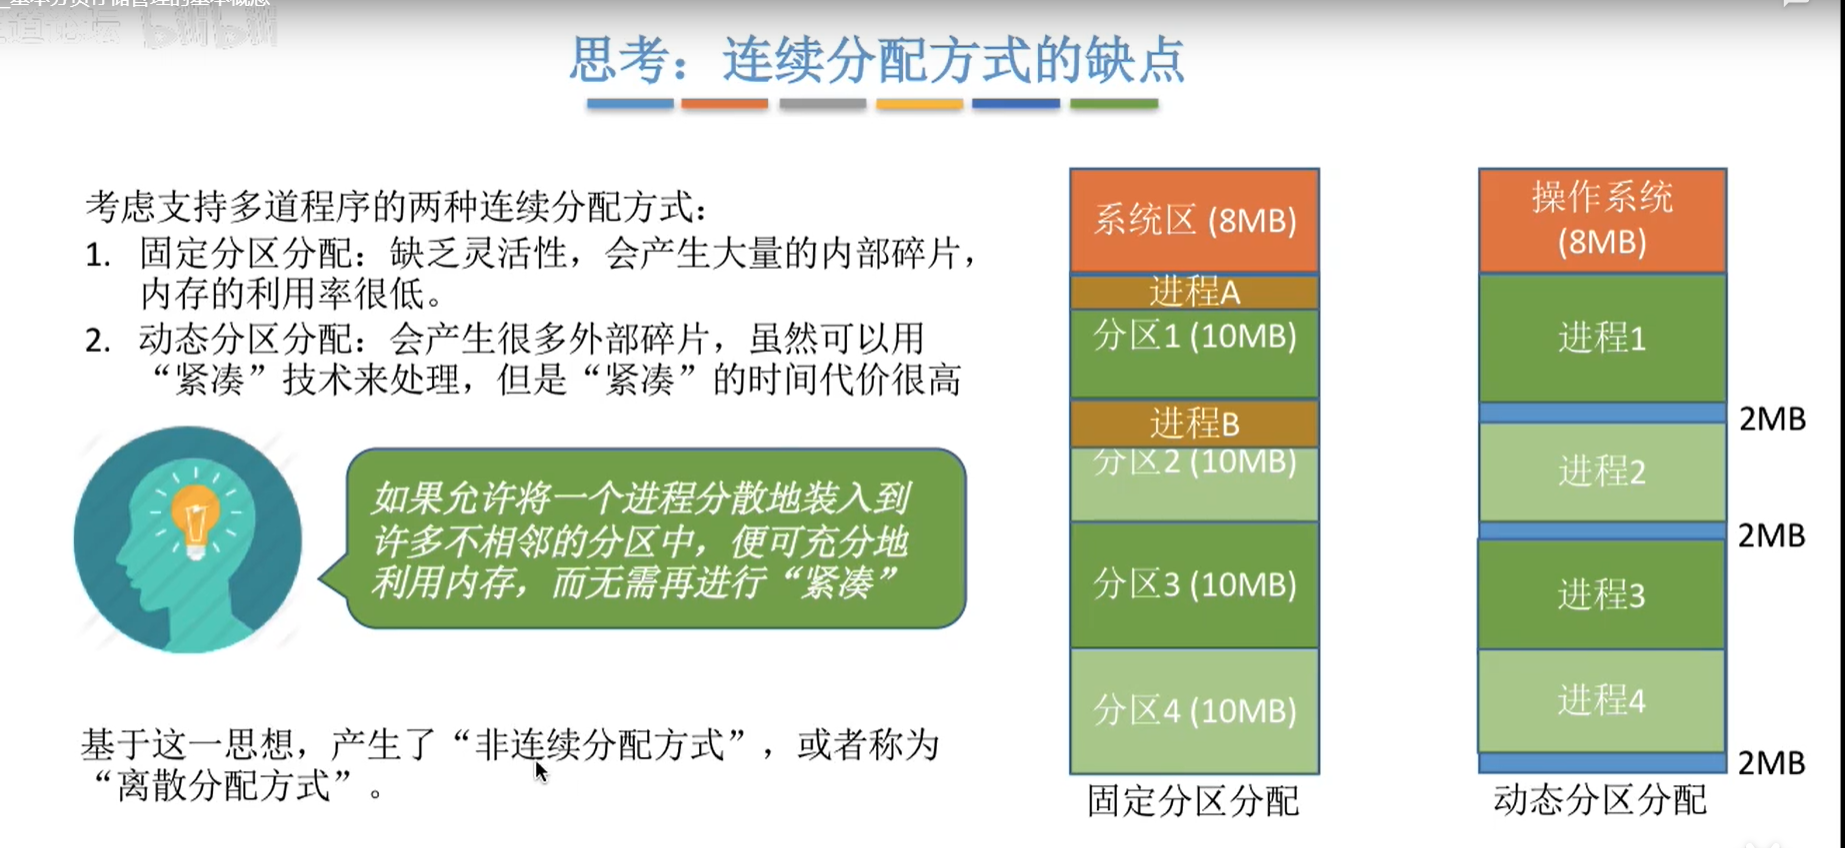 思考：连续分配方式的缺点
考虑支持多道程序的两种连续分配方式：
1. 固定分区分配：缺乏灵活性，会产生大量的内部碎片，
内存的利用率很低。
2. 动态分区分配：会产生很多外部碎片，虽然可以用
“紧凑”技术来处理，但是“紧凑”的时间代价很高
如果允许将一个进程分散地装入到
许多不相邻的分区中，便可充分地
利用内存，而无需再进行“紧凑”
基于这一思想，产生了“非连续分配方式”，或者称为
“离散分配方式”。
系统区 (8MB)
进程A
分区1 (10MB)
进程B
分区2 (10MB)
分区3 (10MB)
分区4 (10MB)
固定分区分配
操作系统
(8MB)
进程1
2MB
进程2
2MB
进程3
进程4
2MB
动态分区分配